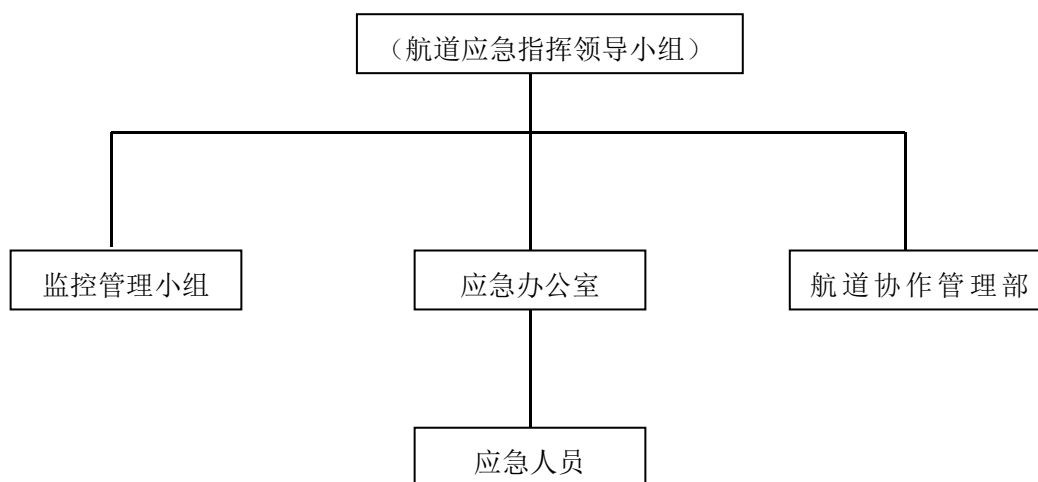 （航道应急指挥领导小组）
监控管理小组
应急办公室
航道协作管理部
应急人员